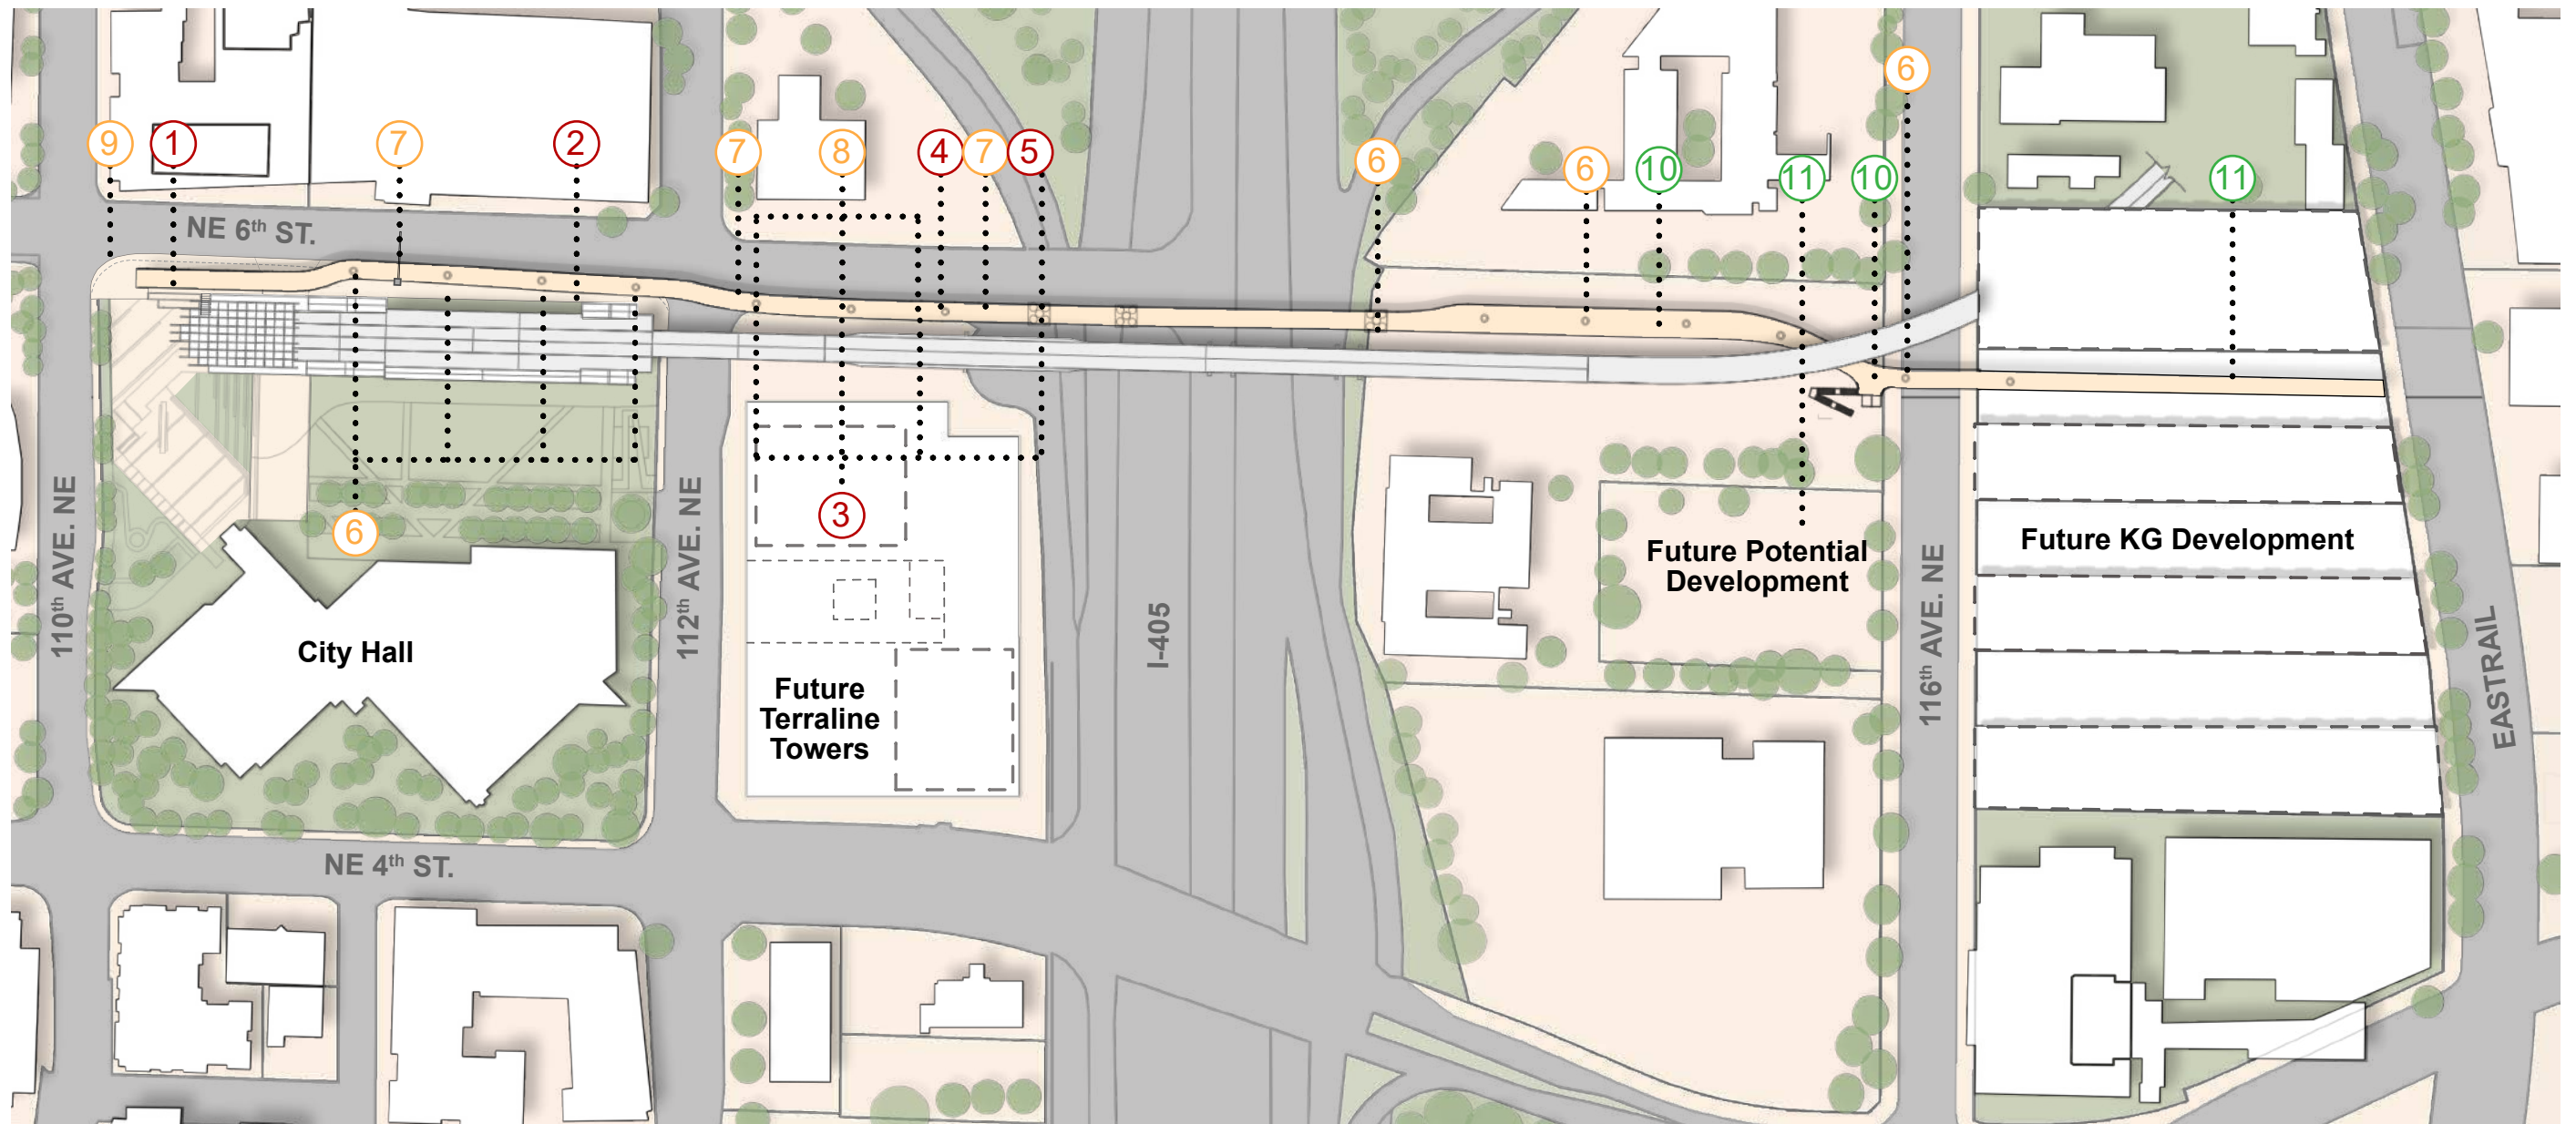 6
9
1
7
2
7
8
4
7
5
6
6
10
11
10
11
NE 6th ST.
3
6
110th AVE. NE
112th AVE. NE
I-405
116th AVE. NE
EASTRAIL
Future Potential
Development
Future KG Development
City Hall
Future
Terraline
Towers
NE 4th ST.